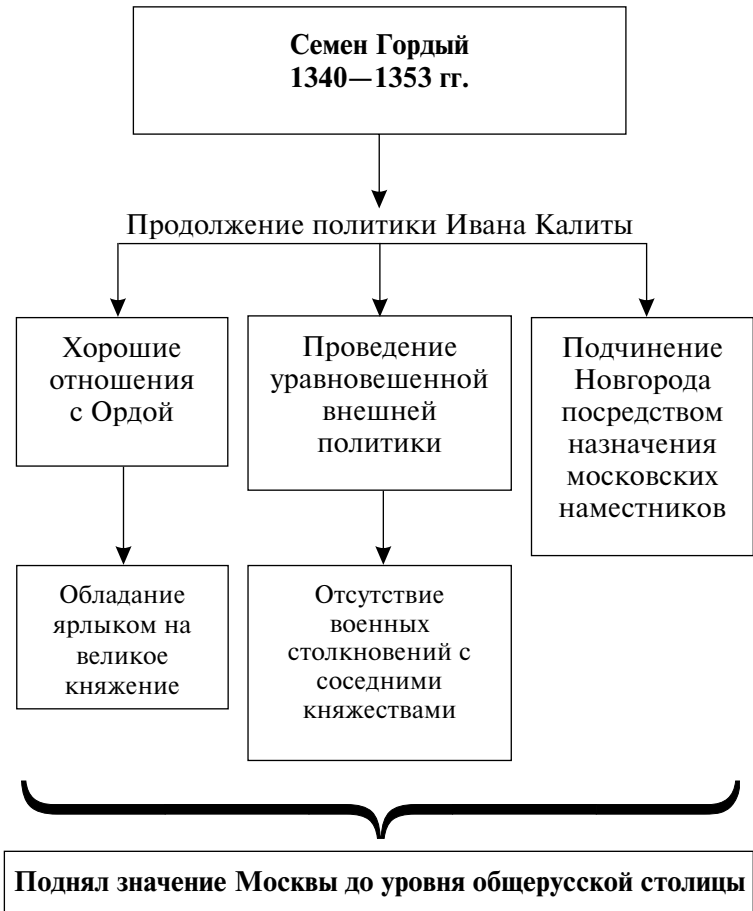 Семен Гордый
1340—1353 гг.
Продолжение политики Ивана Калиты
Хорошие
отношения
с Ордой
Проведение
уравновешенной
внешней
политики
Подчинение
Новгорода
посредством
назначения
московских
наместников
Обладание
ярлыком на
великое
княжение
Отсутствие
военных
столкновений с
соседними
княжествами
Поднял значение Москвы до уровня общерусской столицы